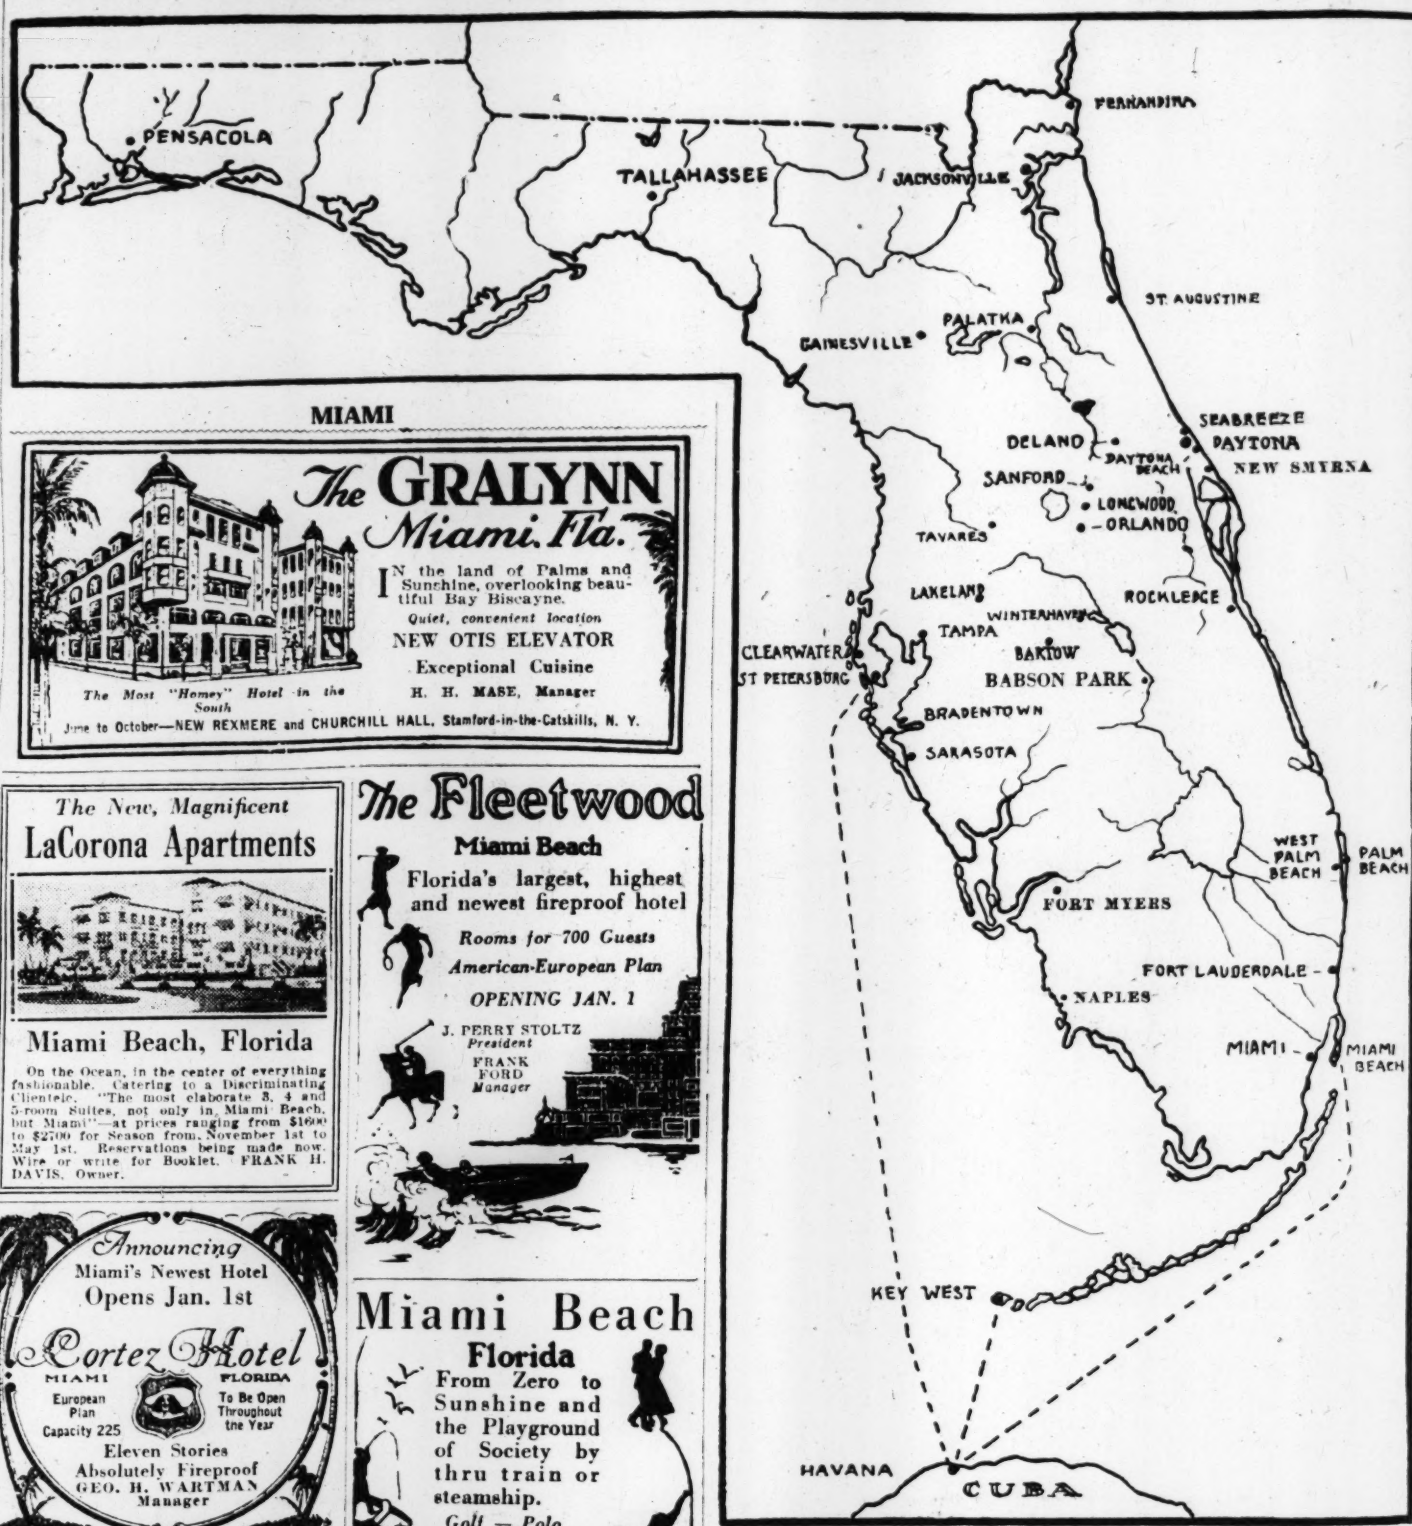 PENSACOLA
TALLAHASSEE
FERNANDINA
JACKSONVILLE
ST. AUGUSTINE
PALATKA
GAINESVILLE
SEABREEZE
DELAND
DAYTONA
DAYTONA
BEACH
NEW SMYRNA
SANFORD
LONGWOOD
ORLANDO
TAVARES
LAKELAND
ROCKLEDGE
WINTERHAVEN
TAMPA
CLEARWATER
BARTOW
ST PETERSBURG
BABSON PARK
BRADENTOWN
SARASOTA
WEST
PALM
BEACH
PALM
BEACH
FORT MYERS
FORT LAUDERDALE
NAPLES
MIAMI
MIAMI
BEACH
KEY WEST
HAVANA
CUBA
MIAMI
The GRALYNN
Miami, Fla.
IN the land of Palms and
Sunshine, overlooking beau-
tiful Bay Biscayne.
Quiet, convenient location
NEW OTIS ELEVATOR
Exceptional Cuisine
H. H. MASE, Manager
The Most "Homey" Hotel in the
South
June to October—NEW REXMERE and CHURCHILL HALL, Stamford-in-the-Catskills, N. Y.
The New, Magnificent
LaCorona Apartments
Miami Beach, Florida
On the Ocean, in the center of everything
fashionable. Catering to a Discriminating
Clientele. "The most elaborate 3, 4 and
5-room Suites, not only in Miami Beach,
but Miami"—at prices ranging from $1600
to $2700 for Season from November 1st to
May 1st. Reservations being made now.
Wire or write for Booklet. FRANK H.
DAVIS, Owner.
The Fleetwood
Miami Beach
Florida's largest, highest
and newest fireproof hotel
Rooms for 700 Guests
American-European Plan
OPENING JAN. 1
J. PERRY STOLTZ
President
FRANK
FORD
Manager
Announcing
Miami's Newest Hotel
Opens Jan. 1st
Cortez Hotel
MIAMI FLORIDA
European
Plan
Capacity 225
To Be Open
Throughout
the Year
Eleven Stories
Absolutely Fireproof
GEO. H. WARTMAN
Manager
Miami Beach
Florida
From Zero to
Sunshine and
the Playground
of Society by
thru train or
steamship.
Golf — Polo